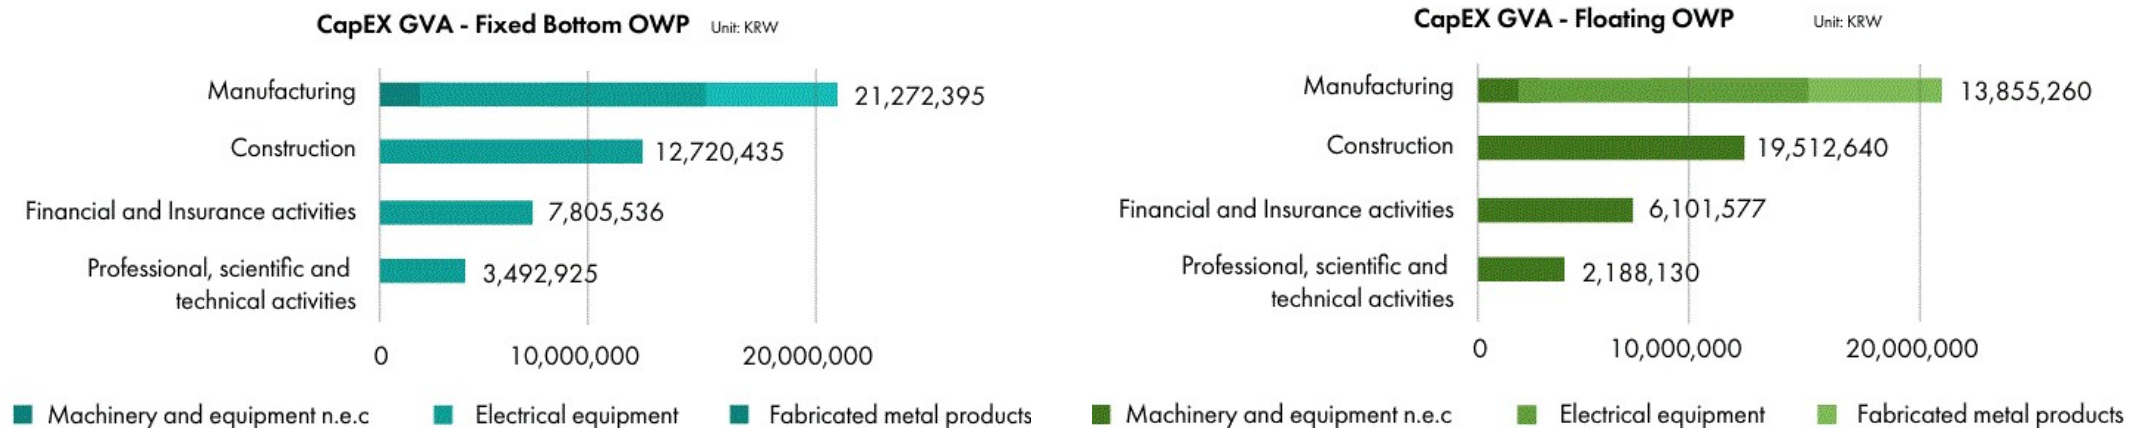 CapEX GVA - Fixed Bottom OWP Unit: KRW
Manufacturing 21,272,395
Construction 12,720,435
Financial and Insurance activities 7,805,536
Professional, scientific and
technical activities 3,492,925
0 10,000,000 20,000,000
Machinery and equipment n.e.c Electrical equipment Fabricated metal products
CapEX GVA - Floating OWP Unit: KRW
Manufacturing 13,855,260
Construction 19,512,640
Financial and Insurance activities 6,101,577
Professional, scientific and
technical activities 2,188,130
0 10,000,000 20,000,000
Machinery and equipment n.e.c Electrical equipment Fabricated metal products